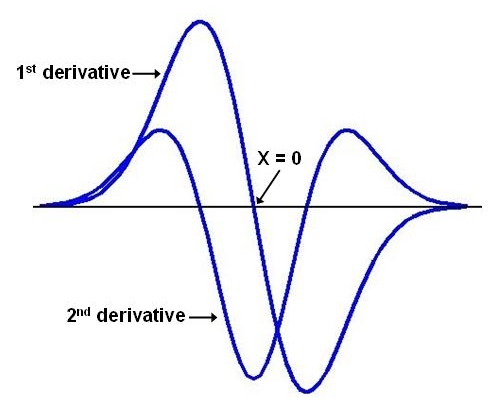 1st derivative
X = 0
2nd derivative